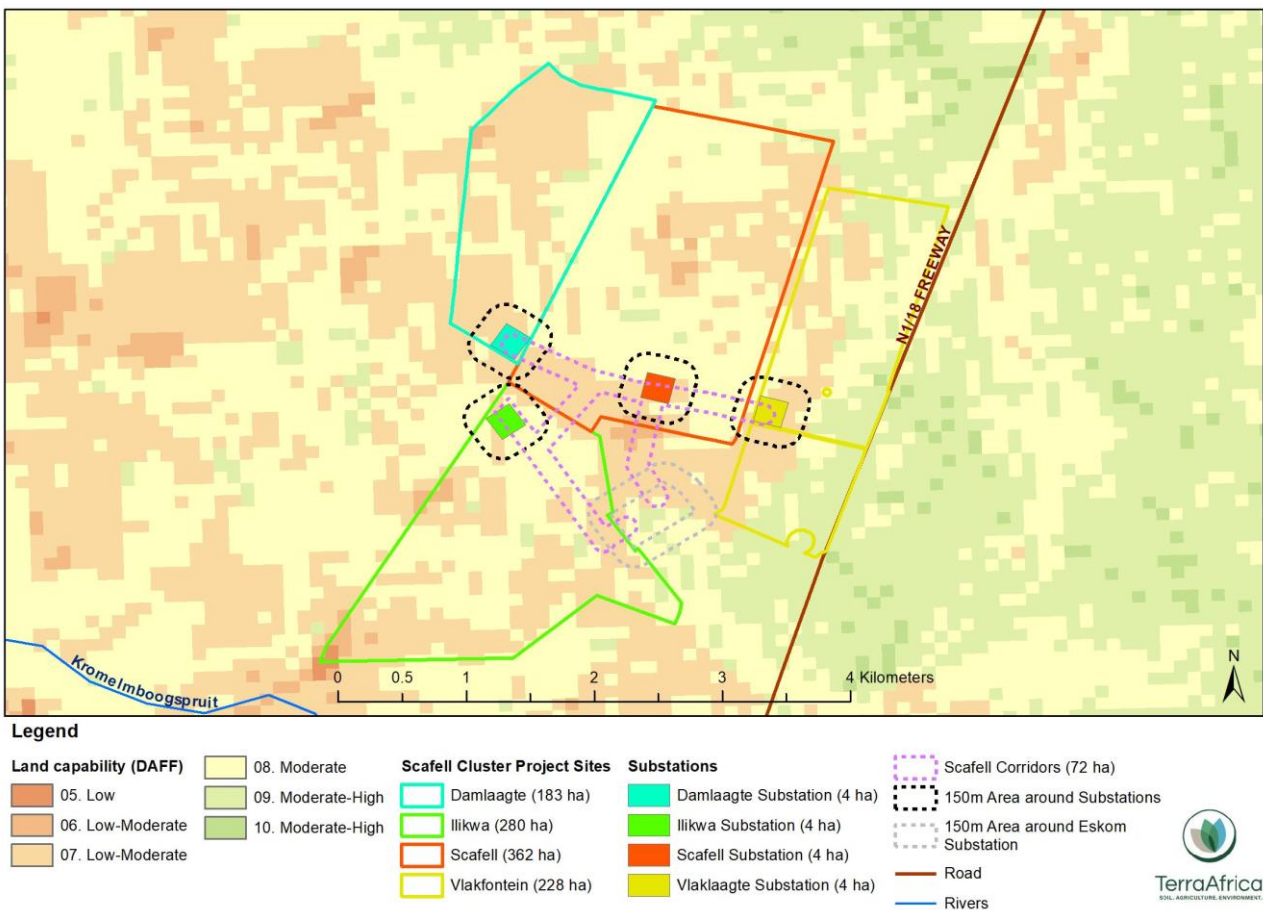 N1/18 FREEWAY
Kromelmboogspruit
0 0.5 1 2 3 4 Kilometers
N
Legend
Land capability (DAFF)
05. Low
06. Low-Moderate
07. Low-Moderate
08. Moderate
09. Moderate-High
10. Moderate-High
Scafell Cluster Project Sites
Damlaagte (183 ha)
Ilikwa (280 ha)
Scafell (362 ha)
Vlakfontein (228 ha)
Substations
Damlaagte Substation (4 ha)
Ilikwa Substation (4 ha)
Scafell Substation (4 ha)
Vlaklaagte Substation (4 ha)
Scafell Corridors (72 ha)
150m Area around Substations
150m Area around Eskom
Substation
Road
Rivers
TerraAfrica
SOIL. AGRICULTURE. ENVIRONMENT.